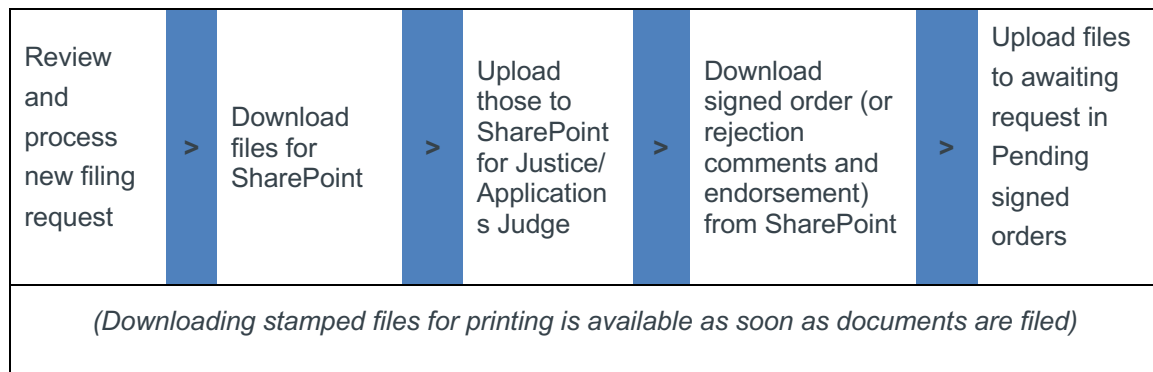 Review
and
process
new filing
request
>
Download
files for
SharePoint
>
Upload
those to
SharePoint
for Justice/
Application
s Judge
>
Download
signed order (or
rejection
comments and
endorsement)
from SharePoint
>
Upload files
to awaiting
request in
Pending
signed
orders
(Downloading stamped files for printing is available as soon as documents are filed)